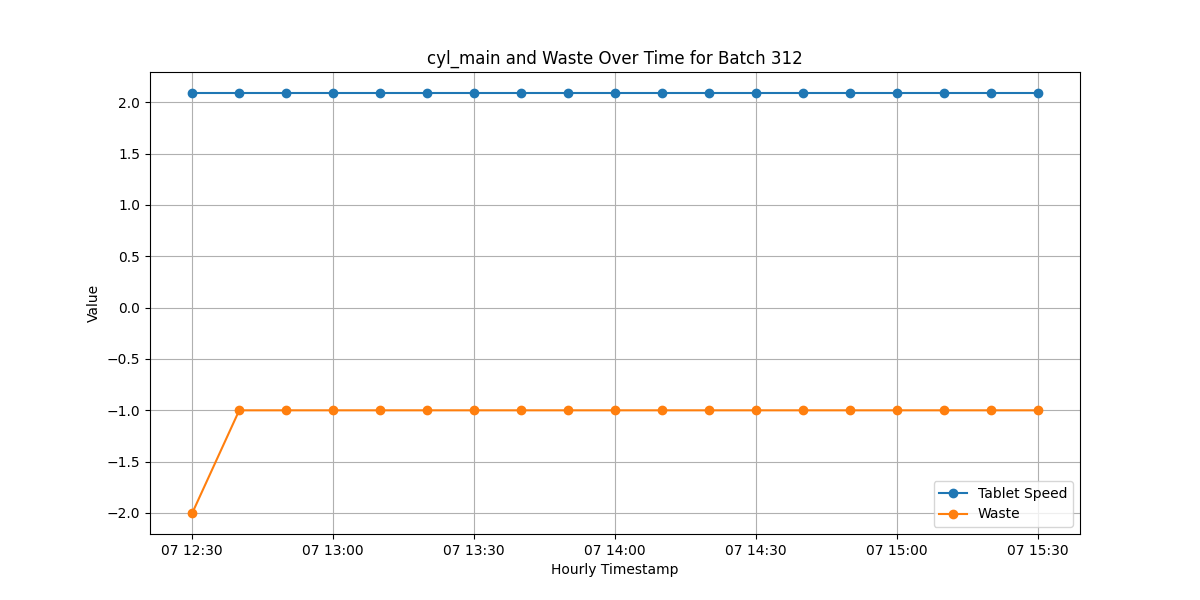 cyl_main and Waste Over Time for Batch 312
2.0
1.5
1.0
0.5
0.0
−0.5
−1.0
−1.5
−2.0
Value
Tablet Speed
Waste
07 12:30 07 13:00 07 13:30 07 14:00 07 14:30 07 15:00 07 15:30
Hourly Timestamp